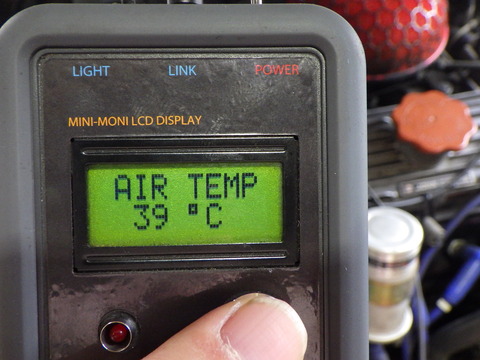 LIGHT LINK POWER
MINI-MONI LCD DISPLAY
AIR TEMP
39 °C